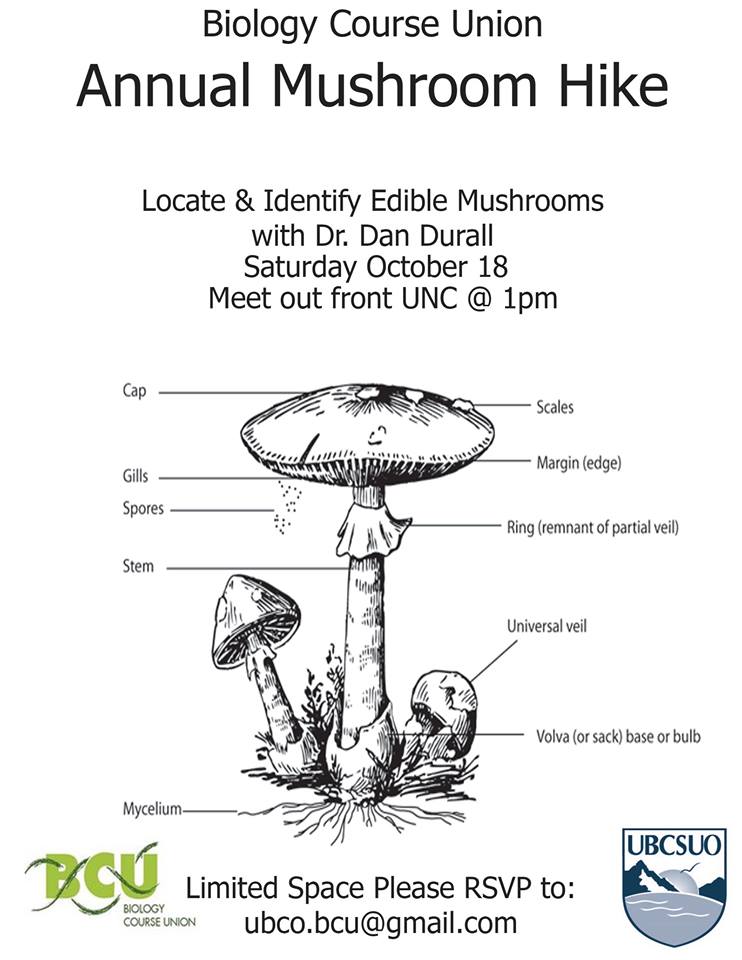 Biology Course Union
Annual Mushroom Hike
Locate & Identify Edible Mushrooms
with Dr. Dan Durall
Saturday October 18
Meet out front UNC @ 1pm
Cap
Scales
Margin (edge)
Gills
Spores
Ring (remnant of partial veil)
Stem
Universal veil
Volva (or sack) base or bulb
Mycelium
BCU
BIOLOGY
COURSE UNION
Limited Space Please RSVP to:
ubco.bcu@gmail.com
UBCSUO